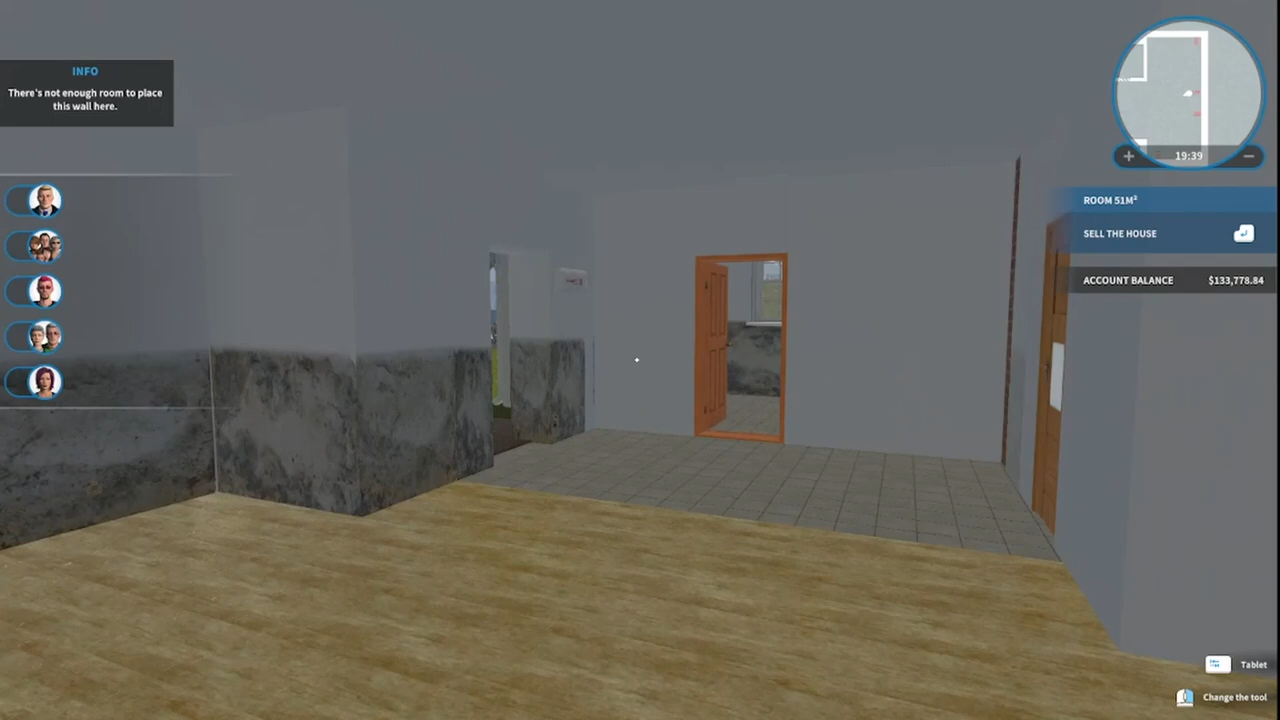 INFO
There's not enough room to place
this wall here.
19:39
ROOM 51M²
SELL THE HOUSE
ACCOUNT BALANCE $133,778.84
Tablet
Change the tool